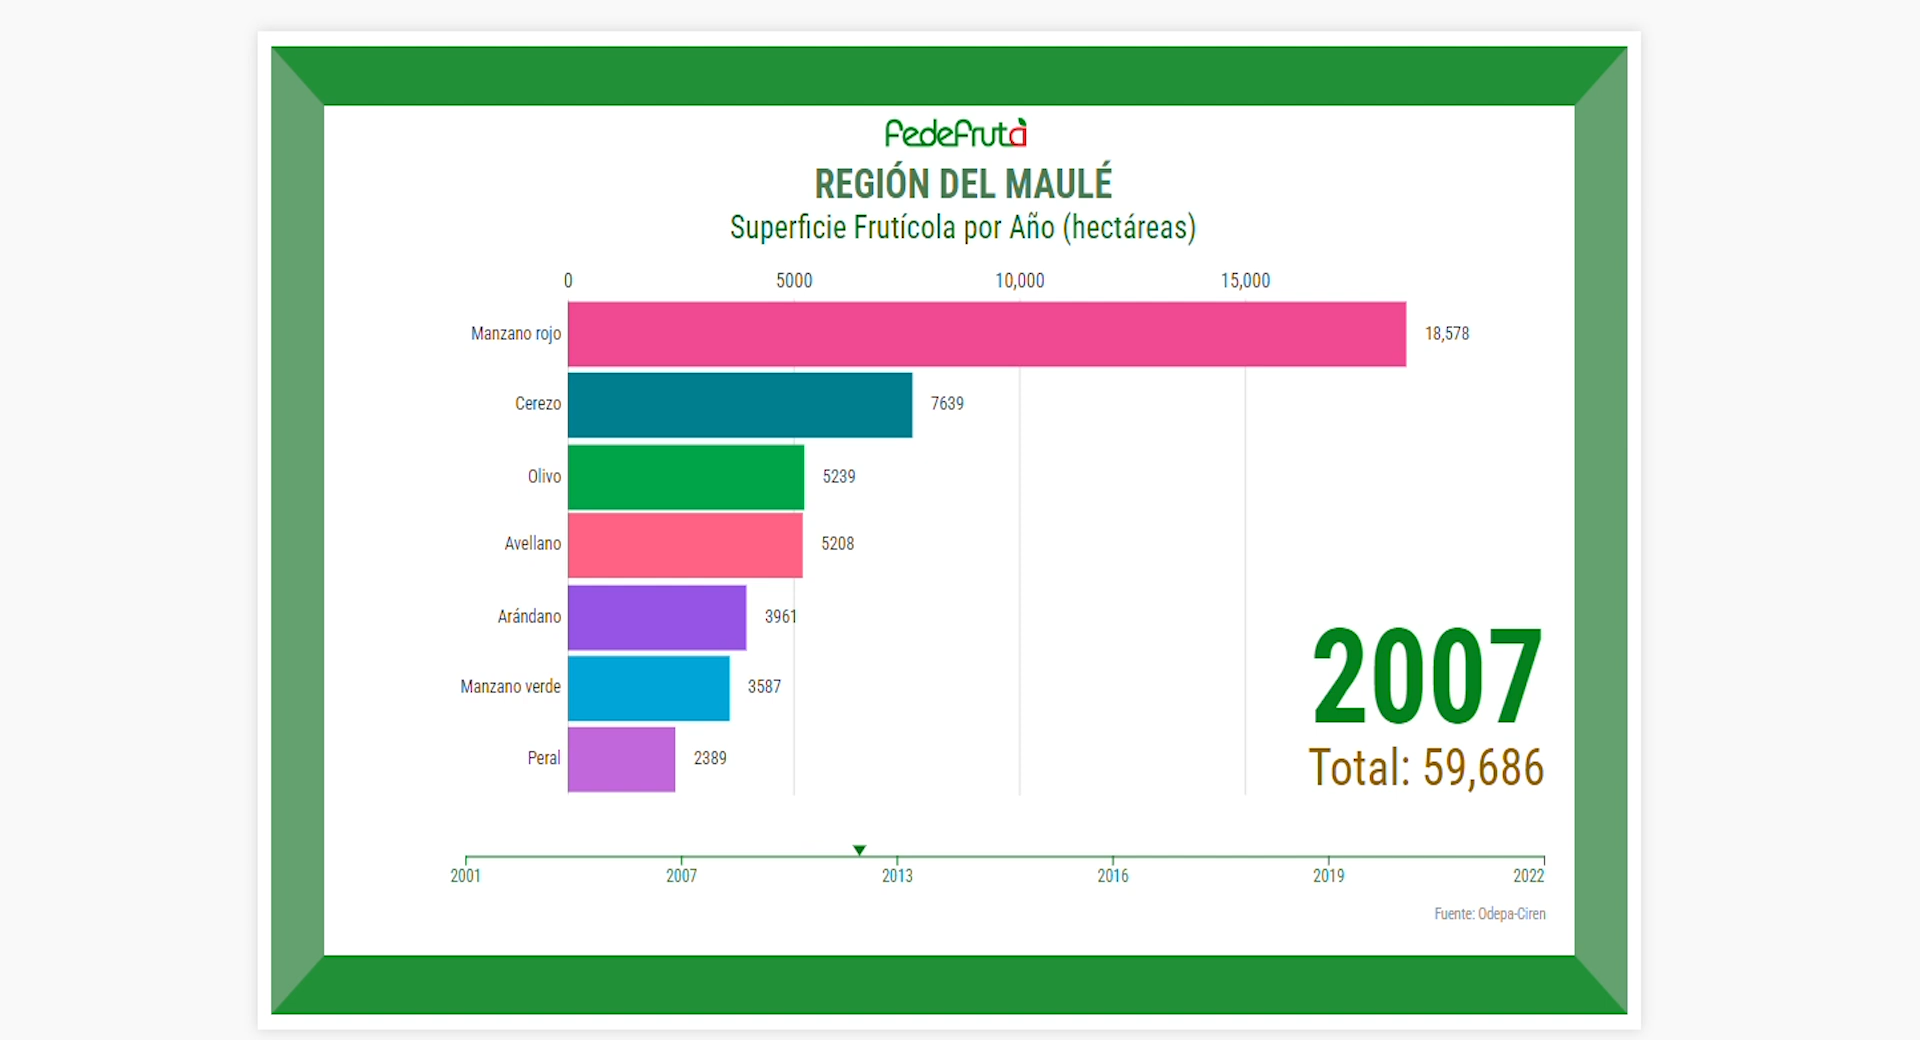 Fedefruta
REGIÓN DEL MAULÉ
Superficie Frutícola por Año (hectáreas)
0 5000 10,000 15,000
Manzano rojo 18,578
Cerezo 7639
Olivo 5239
Avellano 5208
Arándano 3961
Manzano verde 3587
Peral 2389
2007
Total: 59,686
2001 2007 2013 2016 2019 2022
Fuente: Odepa-Ciren